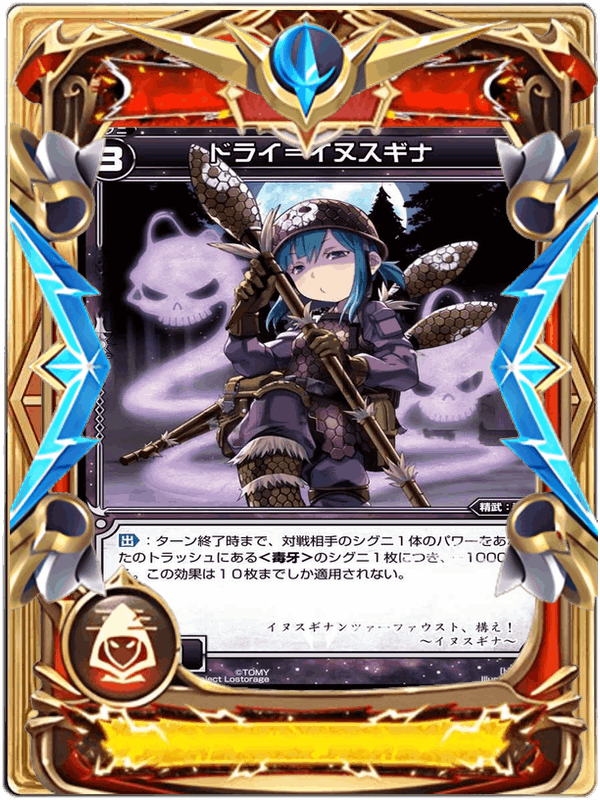 3
ドライ＝イヌスギナ
精武：
出：ターン終了時まで、対戦相手のシグニ１体のパワーをあ
たのトラッシュにある<毒牙>のシグニ１枚につき、－1000
。この効果は１０枚までしか適用されない。
イヌスギナンツァーファウスト、構え！
～イヌスギナ～
©TOMY
ject Lostorage
Illu